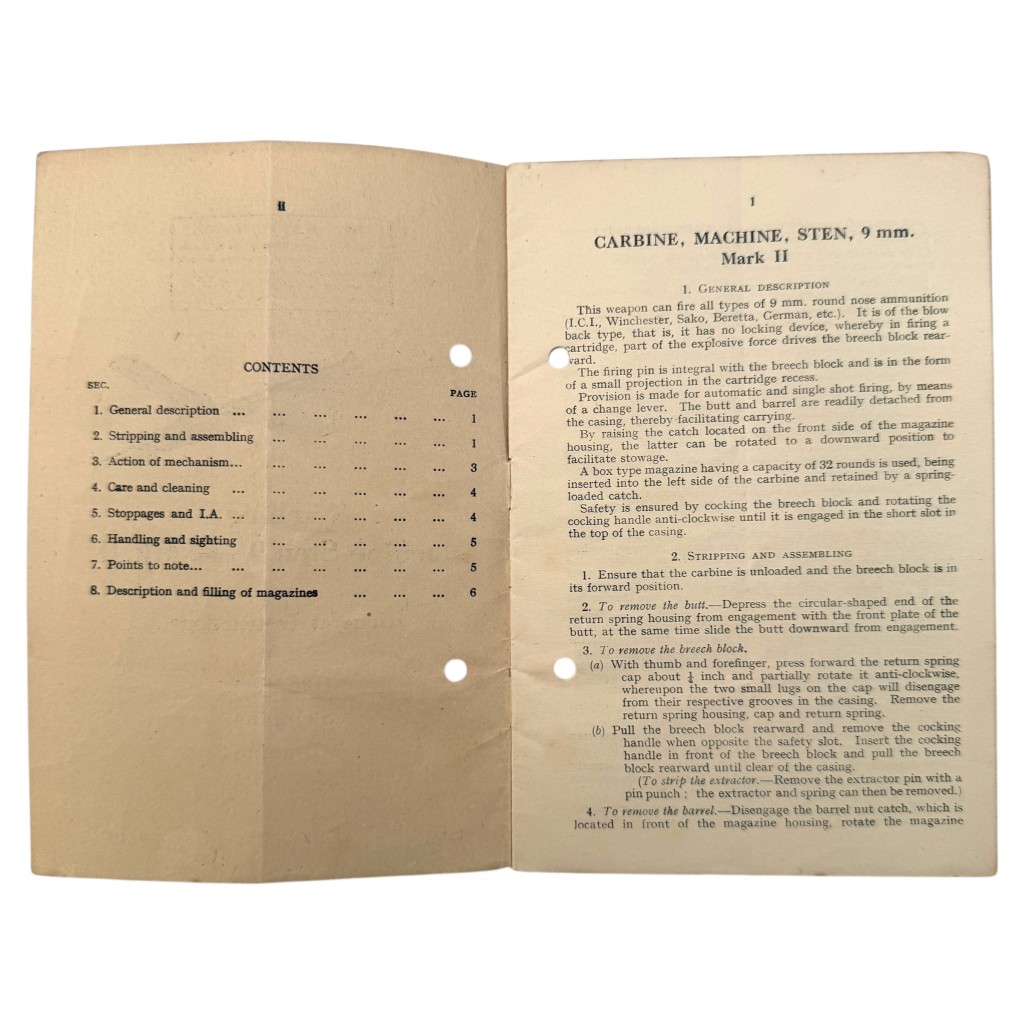 ii
CONTENTS
SEC.
PAGE
1. General description ... ... ... ... ... ... 1
2. Stripping and assembling ... ... ... ... ... 1
3. Action of mechanism... ... ... ... ... ... 3
4. Care and cleaning ... ... ... ... ... ... 4
5. Stoppages and I.A. ... ... ... ... ... ... 4
6. Handling and sighting ... ... ... ... ... 5
7. Points to note... ... ... ... ... ... ... 5
8. Description and filling of magazines ... ... ... 6
1
CARBINE, MACHINE, STEN, 9 mm.
Mark II
1. GENERAL DESCRIPTION
This weapon can fire all types of 9 mm. round nose ammunition
(I.C.I., Winchester, Sako, Beretta, German, etc.). It is of the blow
back type, that is, it has no locking device, whereby in firing a
cartridge, part of the explosive force drives the breech block rear-
ward.
The firing pin is integral with the breech block and is in the form
of a small projection in the cartridge recess.
Provision is made for automatic and single shot firing, by means
of a change lever. The butt and barrel are readily detached from
the casing, thereby facilitating carrying.
By raising the catch located on the front side of the magazine
housing, the latter can be rotated to a downward position to
facilitate stowage.
A box type magazine having a capacity of 32 rounds is used, being
inserted into the left side of the carbine and retained by a spring-
loaded catch.
Safety is ensured by cocking the breech block and rotating the
cocking handle anti-clockwise until it is engaged in the short slot in
the top of the casing.
2. STRIPPING AND ASSEMBLING
1. Ensure that the carbine is unloaded and the breech block is in
its forward position.
2. To remove the butt.—Depress the circular-shaped end of the
return spring housing from engagement with the front plate of the
butt, at the same time slide the butt downward from engagement.
3. To remove the breech block.
(a) With thumb and forefinger, press forward the return spring
cap about ¼ inch and partially rotate it anti-clockwise,
whereupon the two small lugs on the cap will disengage
from their respective grooves in the casing. Remove the
return spring housing, cap and return spring.
(b) Pull the breech block rearward and remove the cocking
handle when opposite the safety slot. Insert the cocking
handle in front of the breech block and pull the breech
block rearward until clear of the casing.
(To strip the extractor.—Remove the extractor pin with a
pin punch ; the extractor and spring can then be removed.)
4. To remove the barrel.—Disengage the barrel nut catch, which is
located in front of the magazine housing, rotate the magazine